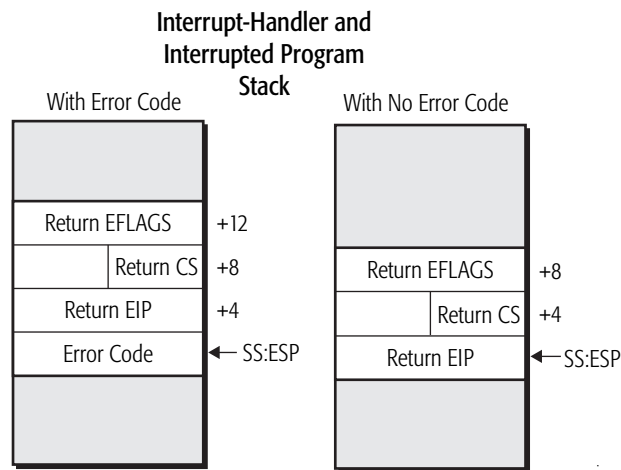 Interrupt-Handler and
Interrupted Program
Stack
With Error Code
Return EFLAGS +12
Return CS +8
Return EIP +4
Error Code SS:ESP
With No Error Code
Return EFLAGS +8
Return CS +4
Return EIP SS:ESP